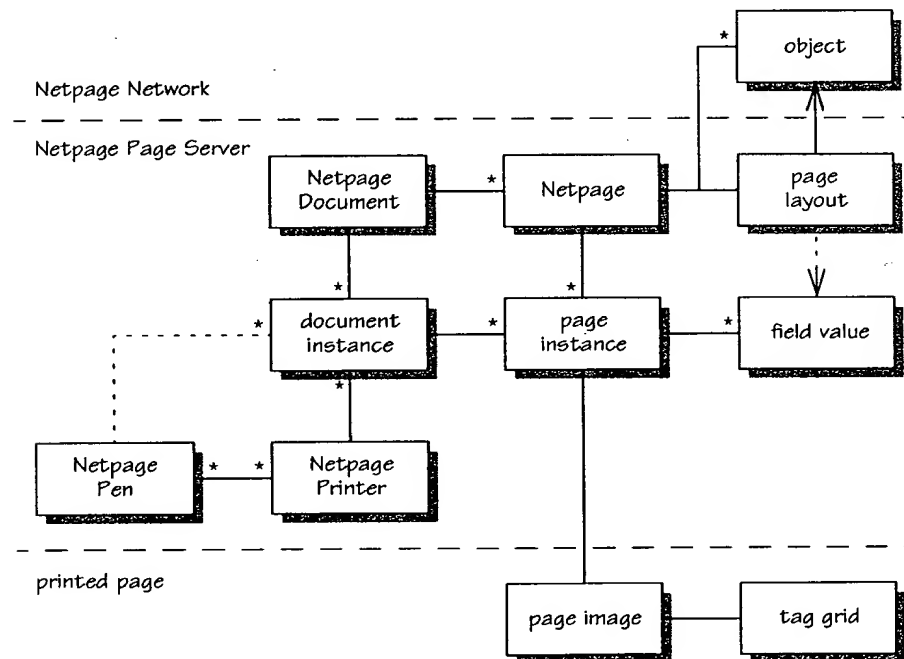 *
object
Netpage Network
Netpage Page Server
Netpage
Document
*
Netpage
page
layout
*
*
*
document
instance
*
page
instance
*
field value
*
Netpage
Pen
*
*
Netpage
Printer
printed page
page image
tag grid